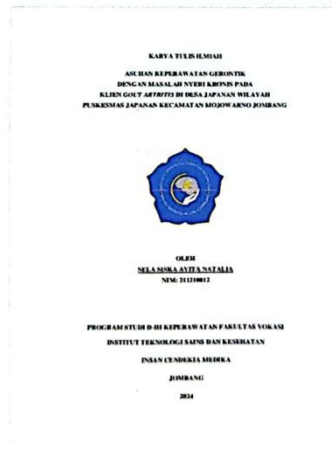 KARYA TULIS ILMIAH
ASUHAN KEPERAWATAN GERONTIK
DENGAN MASALAH NYERI KRONIS PADA
KLIEN GOUT ARTRITIS DI DESA JAPANAN WILAYAH
PUSKESMAS JAPANAN KECAMATAN MOJOWARNO JOMBANG
OLEH
NELA SISKA AVITA NATALIA
NIM: 211210012
PROGRAM STUDI D-III KEPERAWATAN FAKULTAS VOKASI
INSTITUT TEKNOLOGI SAINS DAN KESEHATAN
INSAN CENDEKIA MEDIKA
JOMBANG
2024